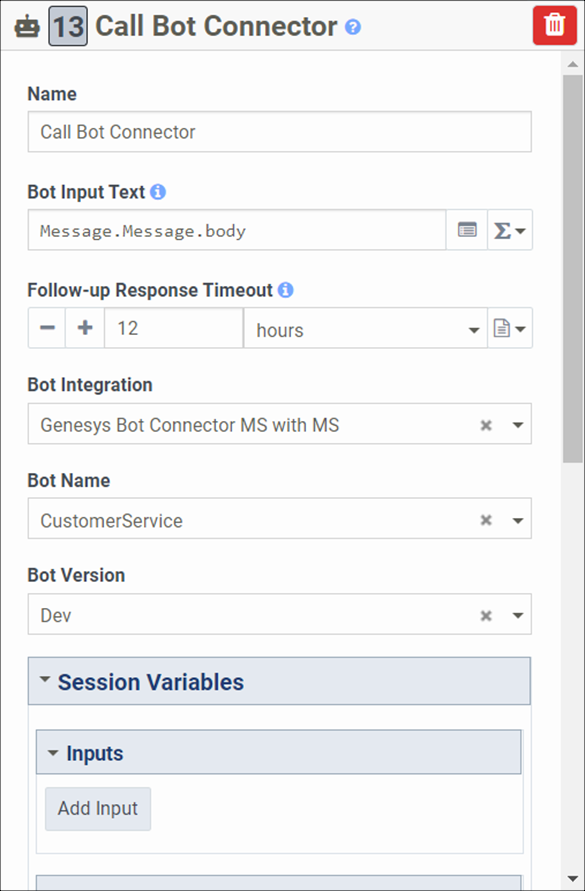 13 Call Bot Connector ?
Name
Call Bot Connector
Bot Input Text
Message.Message.body
Σ
Follow-up Response Timeout
12 hours
Bot Integration
Genesys Bot Connector MS with MS
Bot Name
CustomerService
Bot Version
Dev
Session Variables
Inputs
Add Input